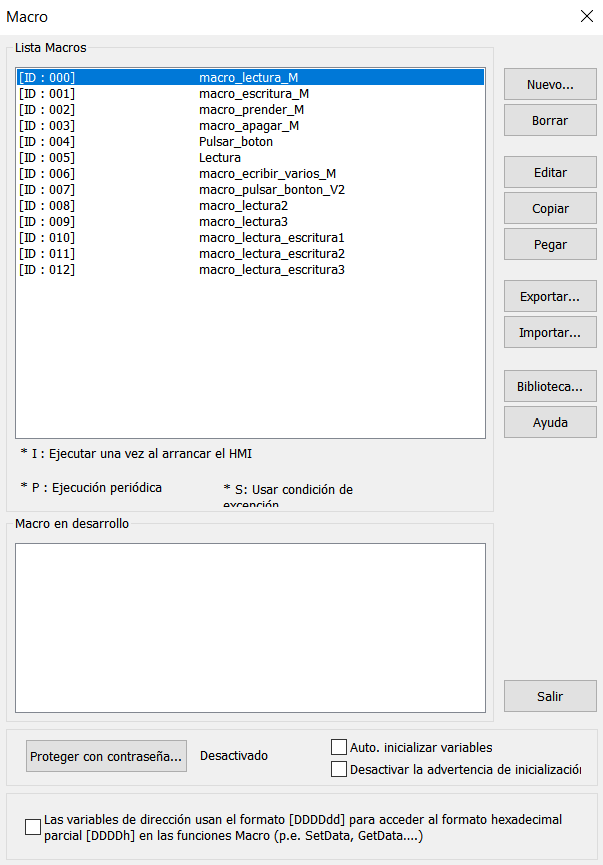 Macro
Lista Macros
[ID : 000] macro_lectura_M
[ID : 001] macro_escritura_M
[ID : 002] macro_prender_M
[ID : 003] macro_apagar_M
[ID : 004] Pulsar_boton
[ID : 005] Lectura
[ID : 006] macro_ecribir_varios_M
[ID : 007] macro_pulsar_bonton_V2
[ID : 008] macro_lectura2
[ID : 009] macro_lectura3
[ID : 010] macro_lectura_escritura1
[ID : 011] macro_lectura_escritura2
[ID : 012] macro_lectura_escritura3
Nuevo...
Borrar
Editar
Copiar
Pegar
Exportar...
Importar...
Biblioteca...
Ayuda
* I : Ejecutar una vez al arrancar el HMI
* P : Ejecución periódica
* S: Usar condición de
excepción
Macro en desarrollo
Salir
Proteger con contraseña...
Desactivado
Auto. inicializar variables
Desactivar la advertencia de inicialización
Las variables de dirección usan el formato [DDDDdd] para acceder al formato hexadecimal
parcial [DDDDh] en las funciones Macro (p.e. SetData, GetData....)